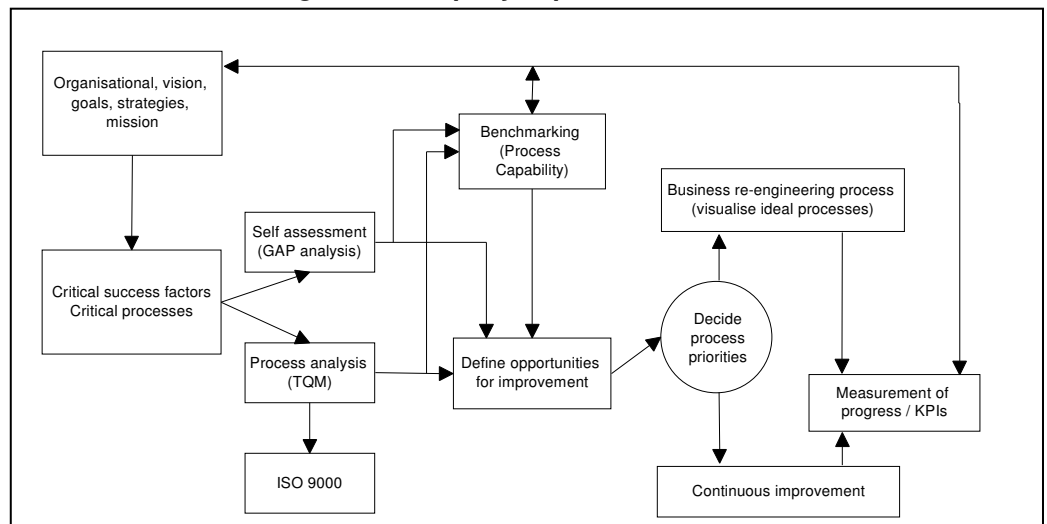 Organisational, vision,
goals, strategies,
mission
Benchmarking
(Process
Capability)
Business re-engineering process
(visualise ideal processes)
Self assessment
(GAP analysis)
Critical success factors
Critical processes
Decide
process
priorities
Process analysis
(TQM)
Define opportunities
for improvement
Measurement of
progress / KPIs
ISO 9000
Continuous improvement